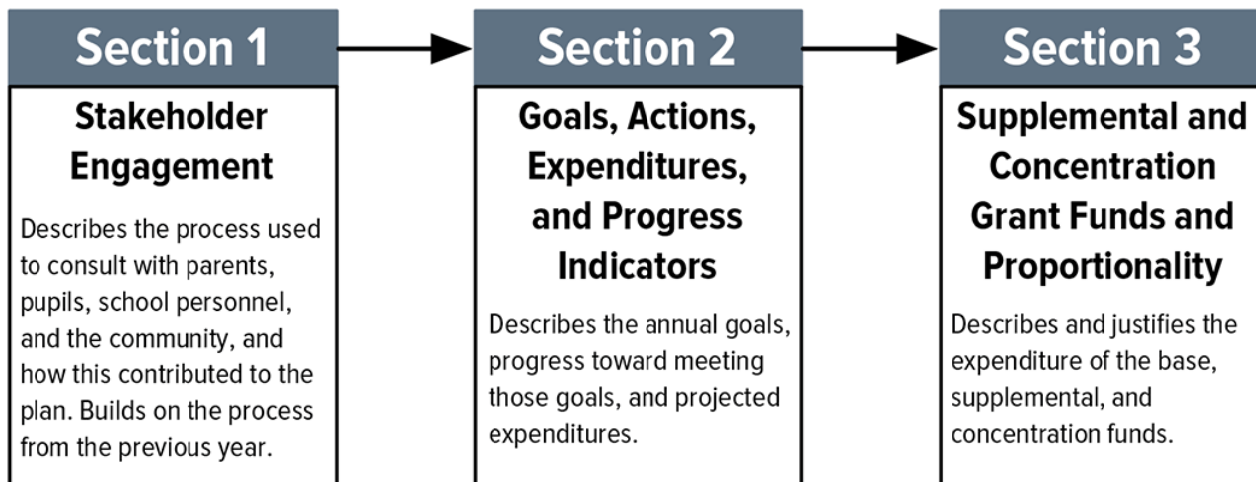 Section 1
Stakeholder
Engagement
Describes the process used
to consult with parents,
pupils, school personnel,
and the community, and
how this contributed to the
plan. Builds on the process
from the previous year.
Section 2
Goals, Actions,
Expenditures,
and Progress
Indicators
Describes the annual goals,
progress toward meeting
those goals, and projected
expenditures.
Section 3
Supplemental and
Concentration
Grant Funds and
Proportionality
Describes and justifies the
expenditure of the base,
supplemental, and
concentration funds.